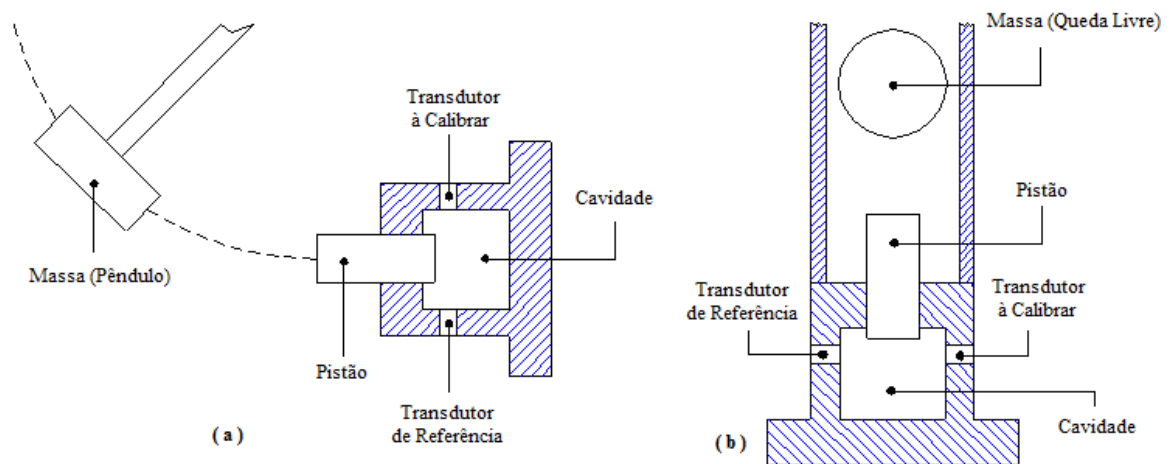 Transdutor
à Calibrar
Cavidade
Massa (Pêndulo)
Pistão
Transdutor
de Referência
( a )
Massa (Queda Livre)
Pistão
Transdutor
de Referência
Transdutor
à Calibrar
Cavidade
( b )